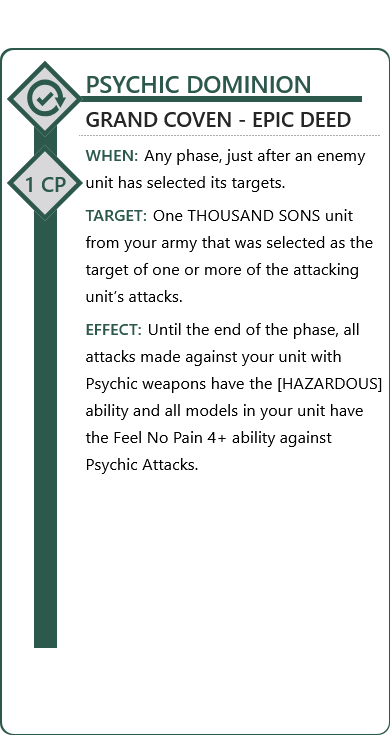 PSYCHIC DOMINION
GRAND COVEN - EPIC DEED
1 CP
WHEN: Any phase, just after an enemy
unit has selected its targets.
TARGET: One THOUSAND SONS unit
from your army that was selected as the
target of one or more of the attacking
unit’s attacks.
EFFECT: Until the end of the phase, all
attacks made against your unit with
Psychic weapons have the [HAZARDOUS]
ability and all models in your unit have
the Feel No Pain 4+ ability against
Psychic Attacks.